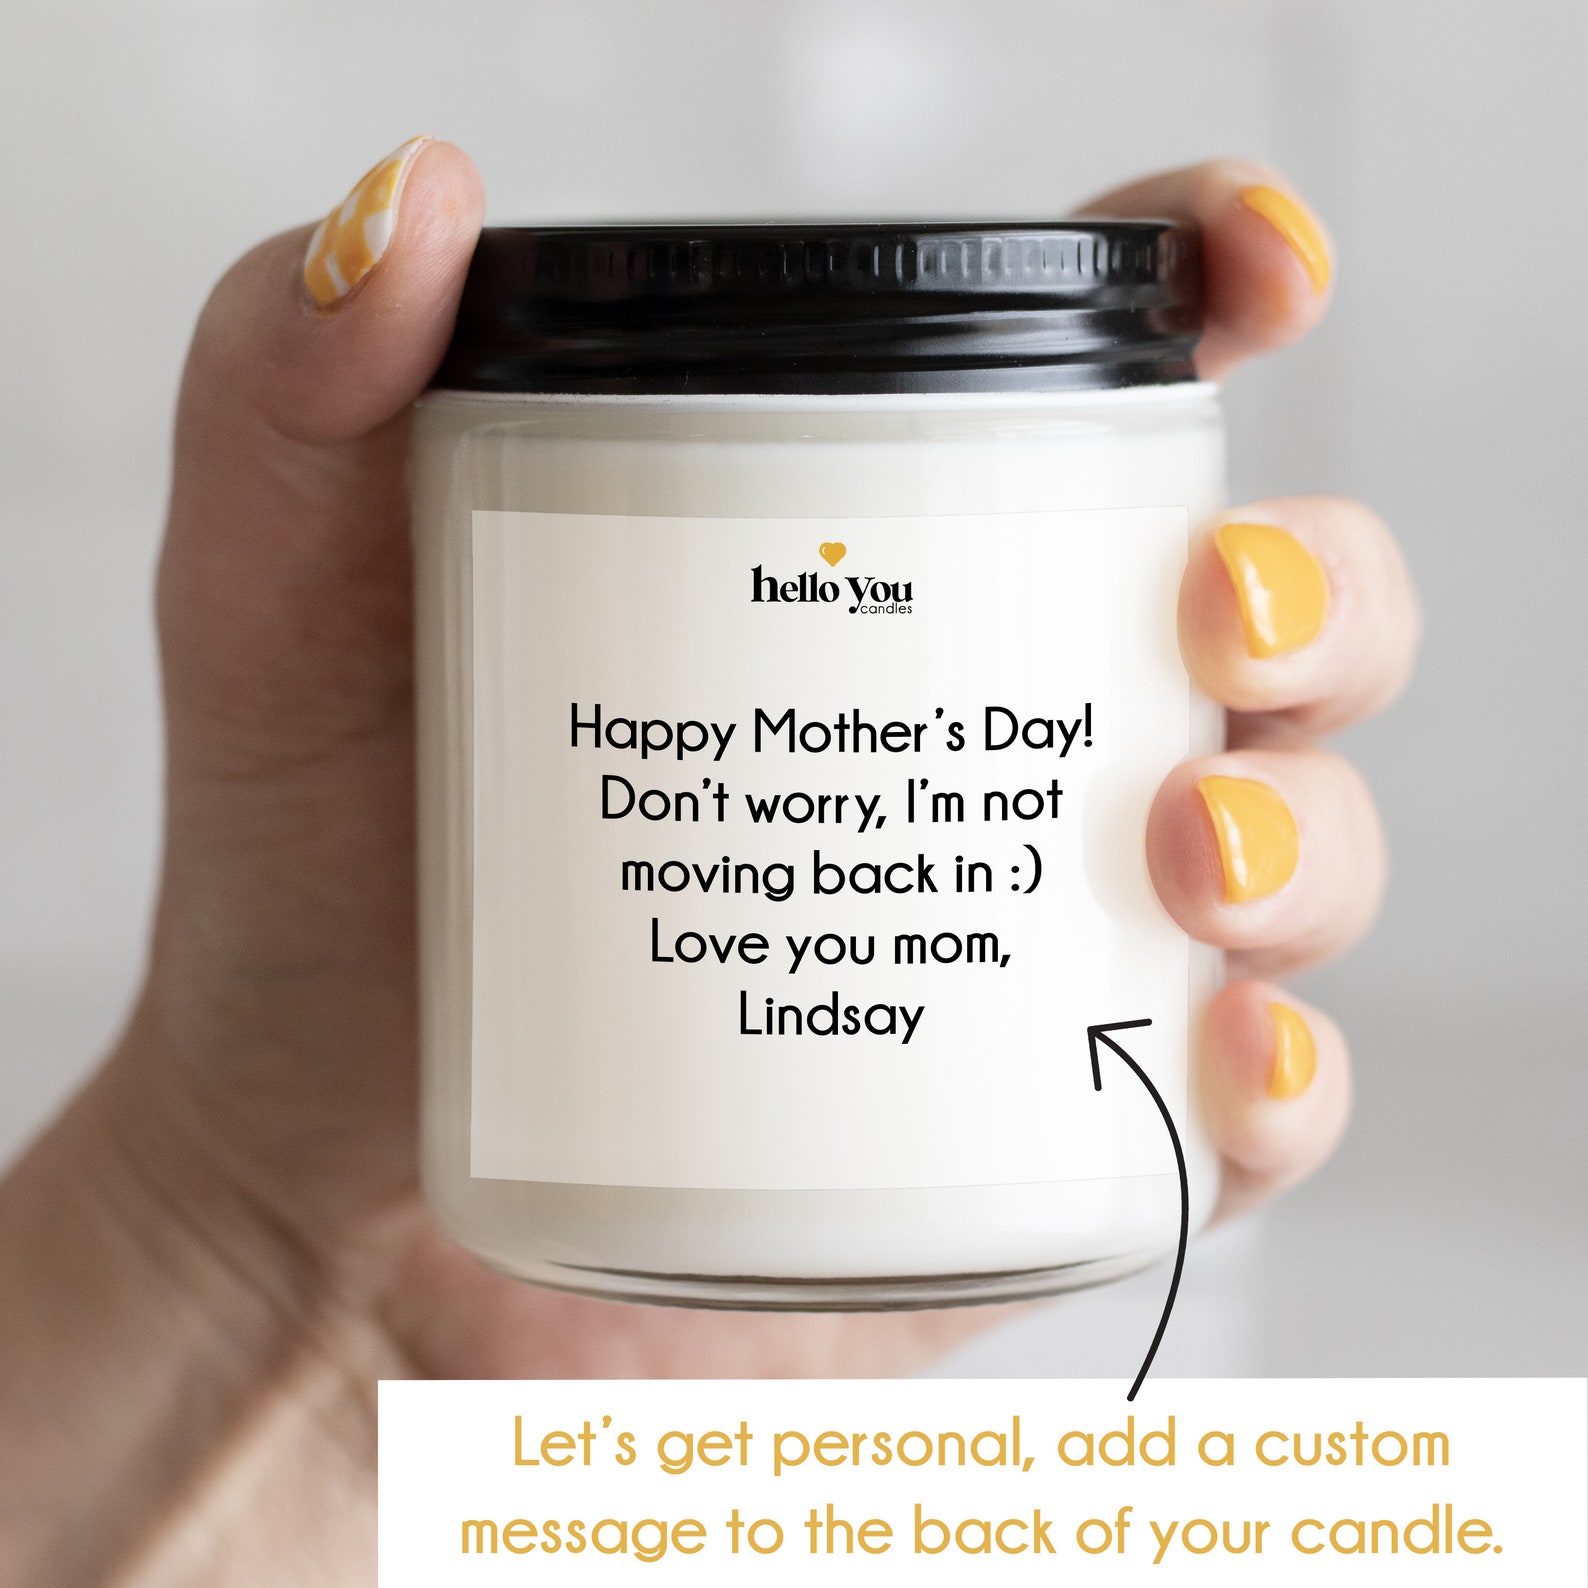 hello you
candles
Happy Mother's Day!
Don't worry, I'm not
moving back in :)
Love you mom,
Lindsay
Let's get personal, add a custom
message to the back of your candle.